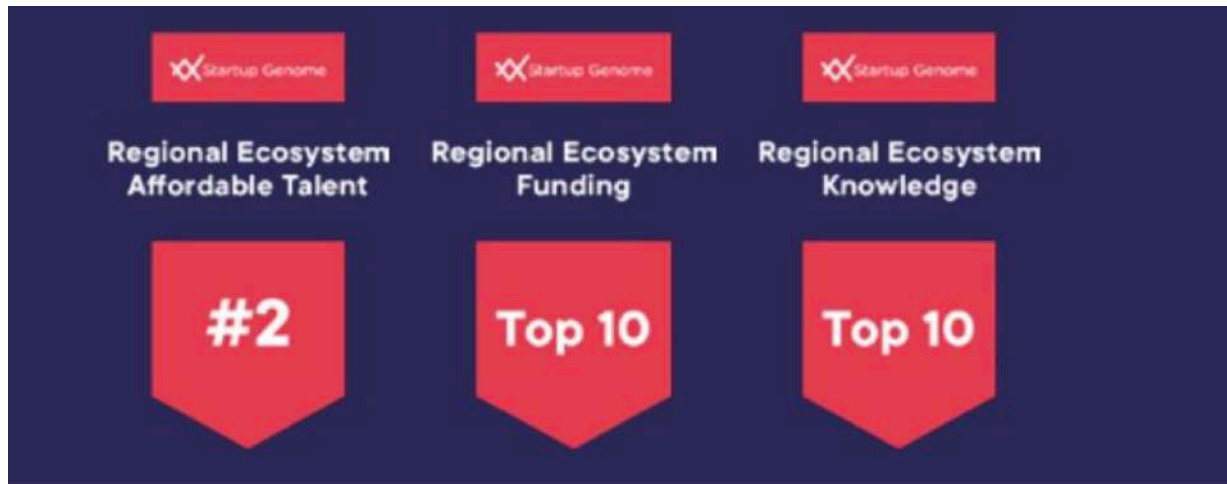 Startup Genome
Regional Ecosystem
Affordable Talent
#2
Startup Genome
Regional Ecosystem
Funding
Top 10
Startup Genome
Regional Ecosystem
Knowledge
Top 10